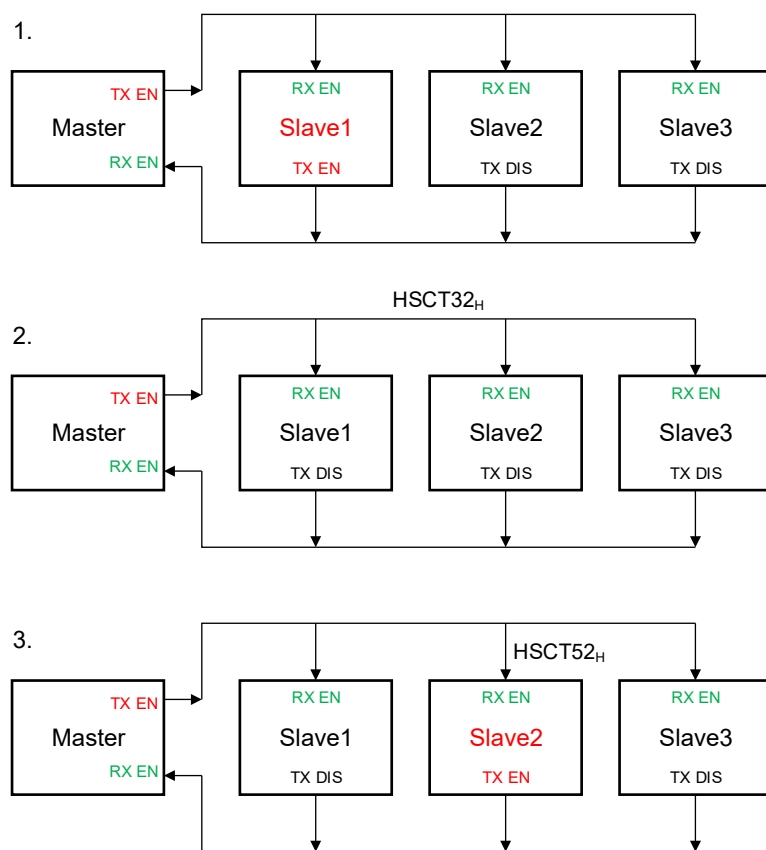 1.
TX EN
Master
RX EN
RX EN
Slave1
TX EN
RX EN
Slave2
TX DIS
RX EN
Slave3
TX DIS
HSCT32H
2.
TX EN
Master
RX EN
RX EN
Slave1
TX DIS
RX EN
Slave2
TX DIS
RX EN
Slave3
TX DIS
3.
HSCT52H
TX EN
Master
RX EN
RX EN
Slave1
TX DIS
RX EN
Slave2
TX EN
RX EN
Slave3
TX DIS